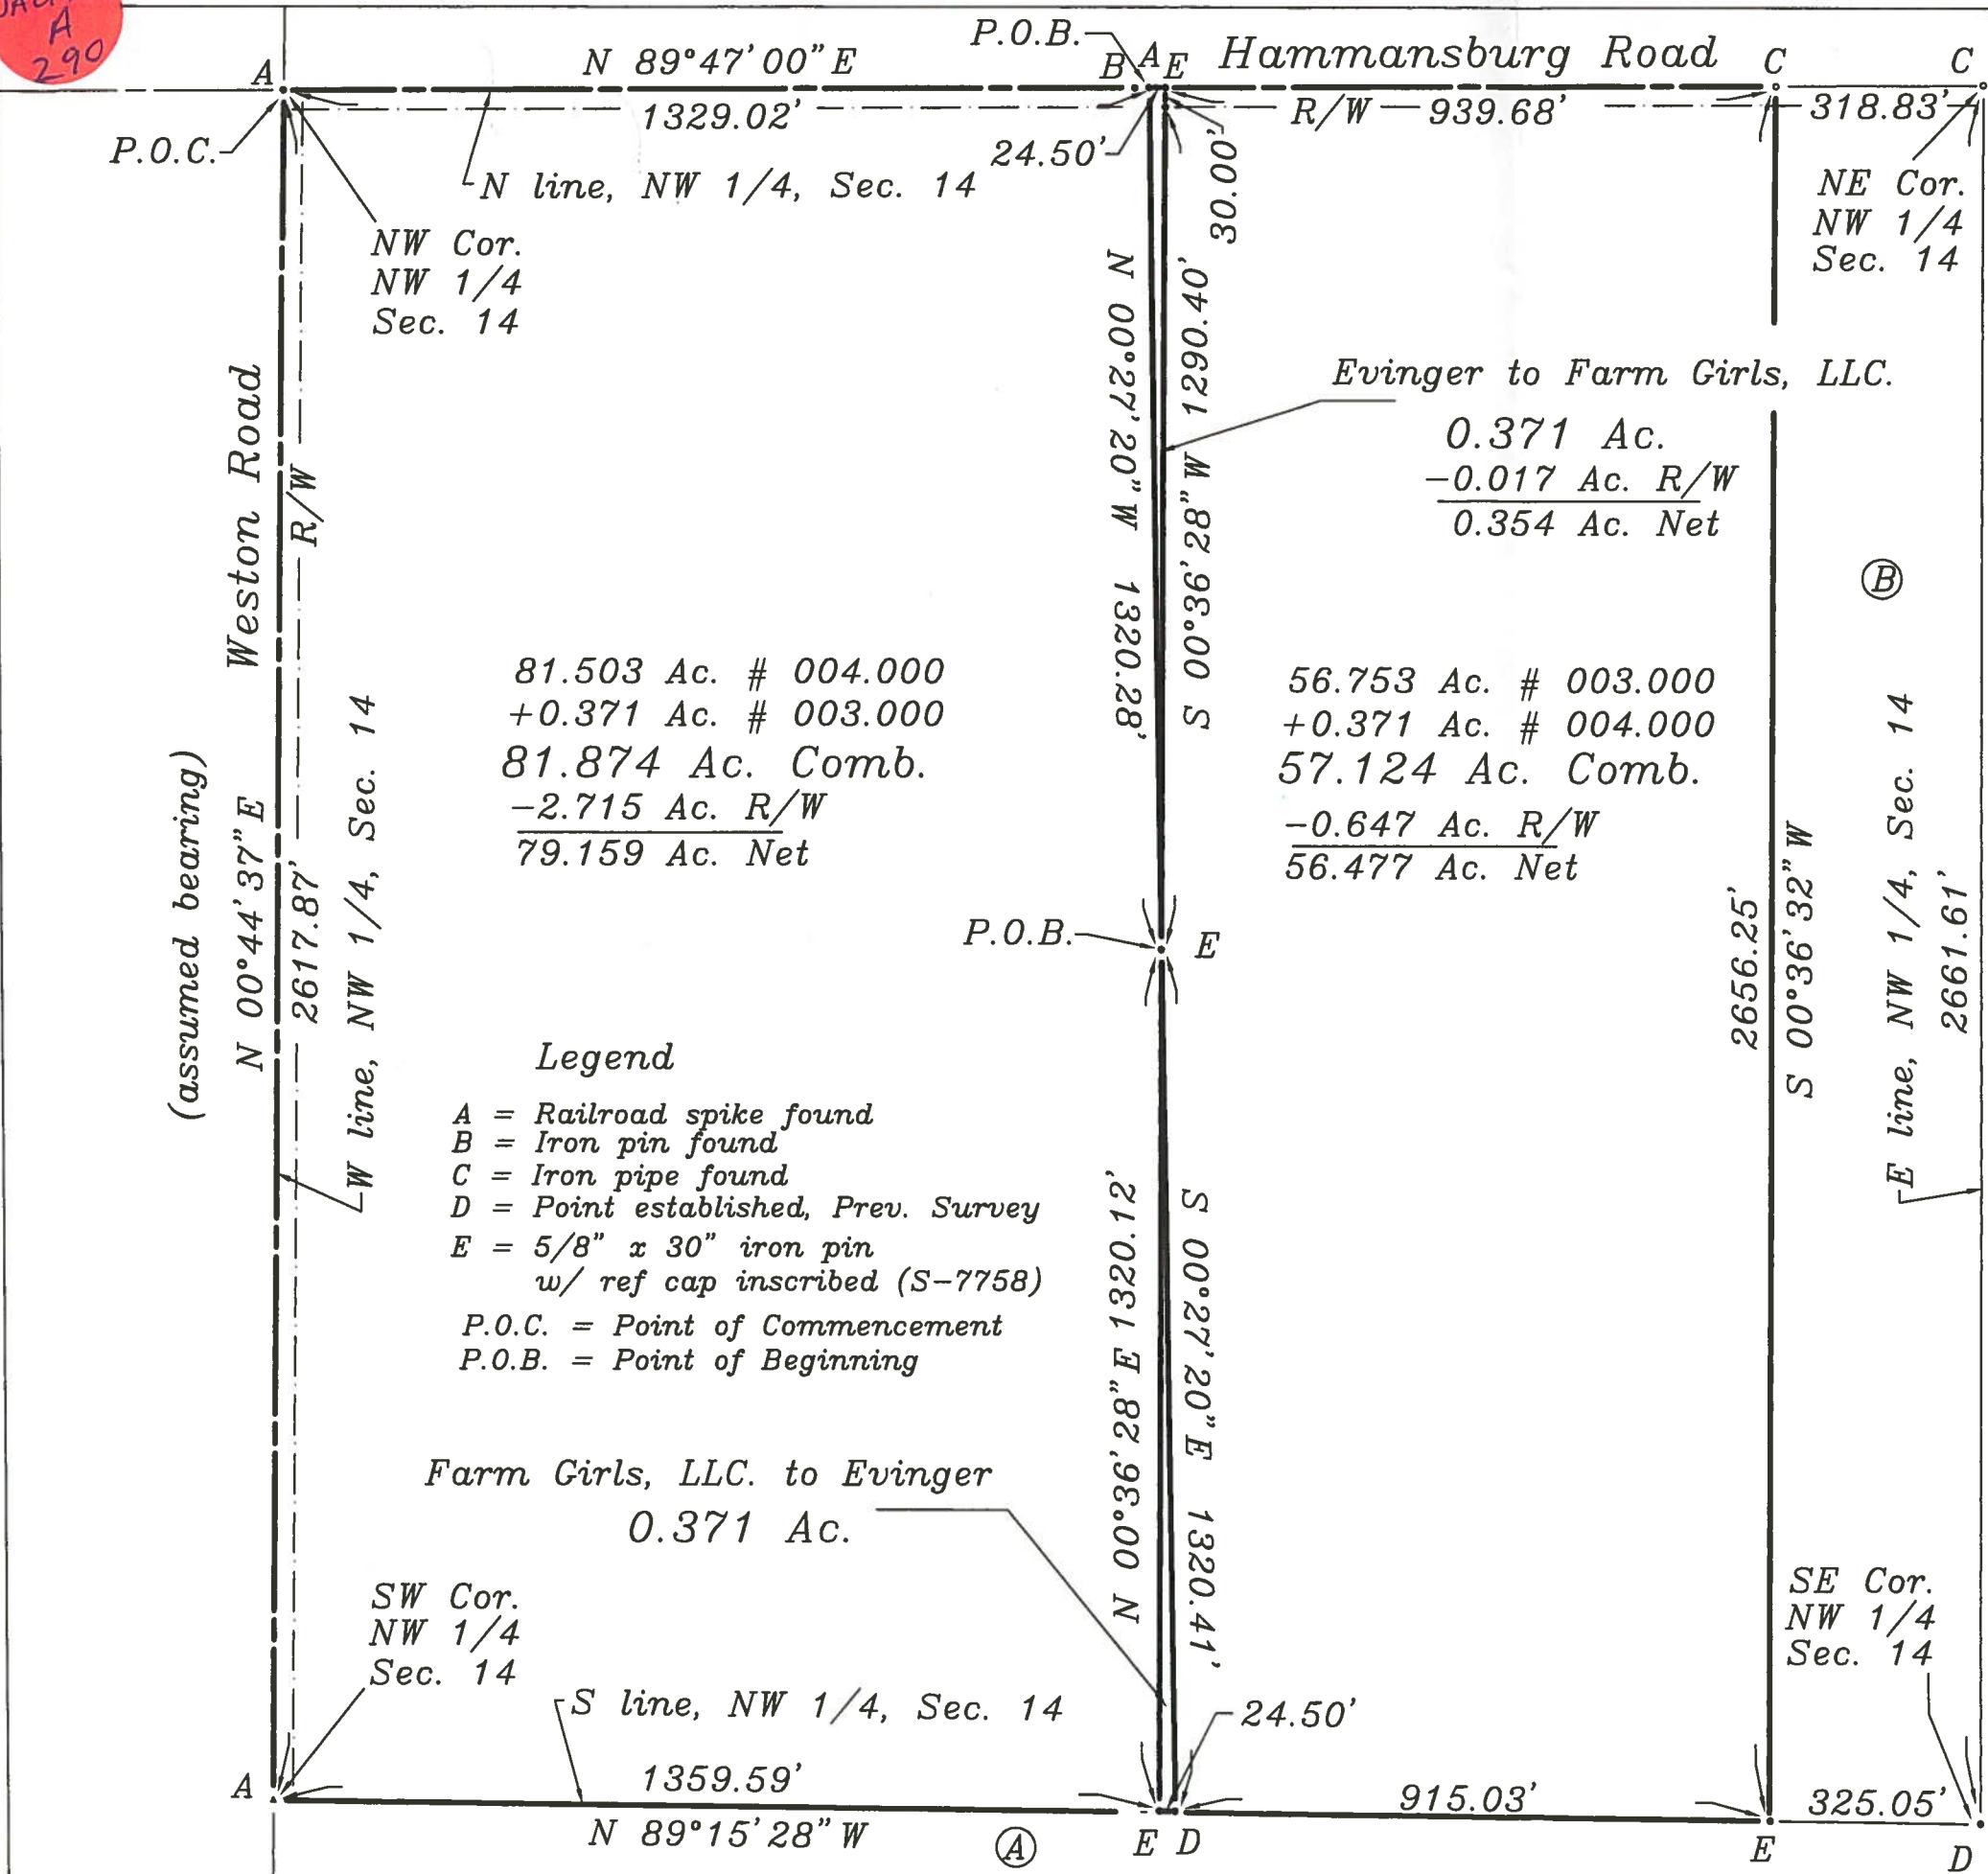 A
290
P.O.B.
N 89°47'00"E
A
B
A
E
Hammansburg Road
C
C
1329.02'
R/W
939.68'
318.83'
P.O.C.
24.50'
30.00'
N line, NW 1/4, Sec. 14
NW Cor.
NW 1/4
Sec. 14
NE Cor.
NW 1/4
Sec. 14
N 00°27'20"W 1320.28'
S 00°36'28"W 1290.40'
Evinger to Farm Girls, LLC.
0.371 Ac.
-0.017 Ac. R/W
0.354 Ac. Net
Weston Road
R/W
B
81.503 Ac. # 004.000
+0.371 Ac. # 003.000
81.874 Ac. Comb.
-2.715 Ac. R/W
79.159 Ac. Net
56.753 Ac. # 003.000
+0.371 Ac. # 004.000
57.124 Ac. Comb.
-0.647 Ac. R/W
56.477 Ac. Net
(assumed bearing)
N 00°44'37"E
2617.87'
W line, NW 1/4, Sec. 14
P.O.B.
E
2656.25'
S 00°36'32"W
E line, NW 1/4, Sec. 14
2661.61'
Legend
A = Railroad spike found
B = Iron pin found
C = Iron pipe found
D = Point established, Prev. Survey
E = 5/8" x 30" iron pin
w/ ref cap inscribed (S-7758)
P.O.C. = Point of Commencement
P.O.B. = Point of Beginning
N 00°36'28"E 1320.12'
S 00°27'20"E 1320.41'
Farm Girls, LLC. to Evinger
0.371 Ac.
SW Cor.
NW 1/4
Sec. 14
SE Cor.
NW 1/4
Sec. 14
S line, NW 1/4, Sec. 14
24.50'
A
1359.59'
915.03'
325.05'
N 89°15'28"W
A
E
D
E
D